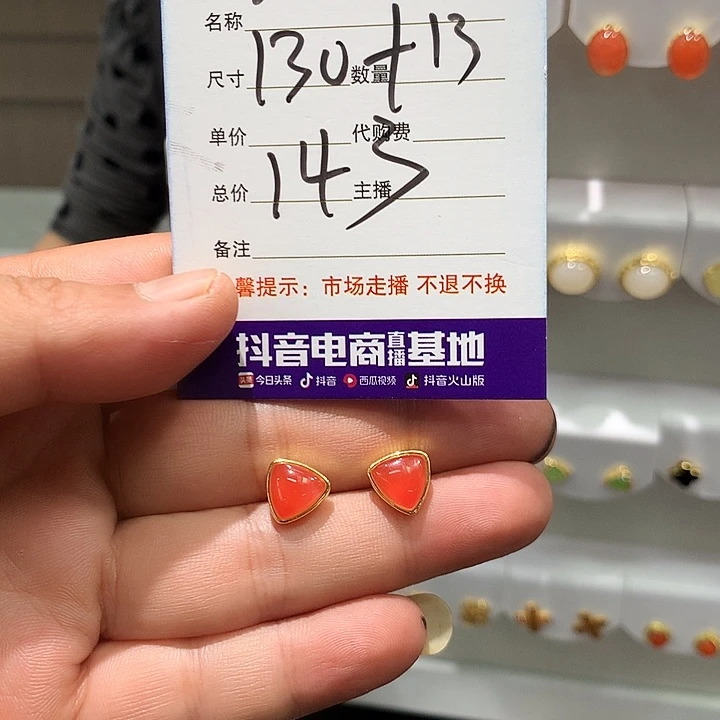 名称
130+13
尺寸 数量
单价 代购费
143
总价 主播
备注
馨提示：市场走播 不退不换
抖音电商直播基地
头条 今日头条 抖音 西瓜视频 抖音火山版